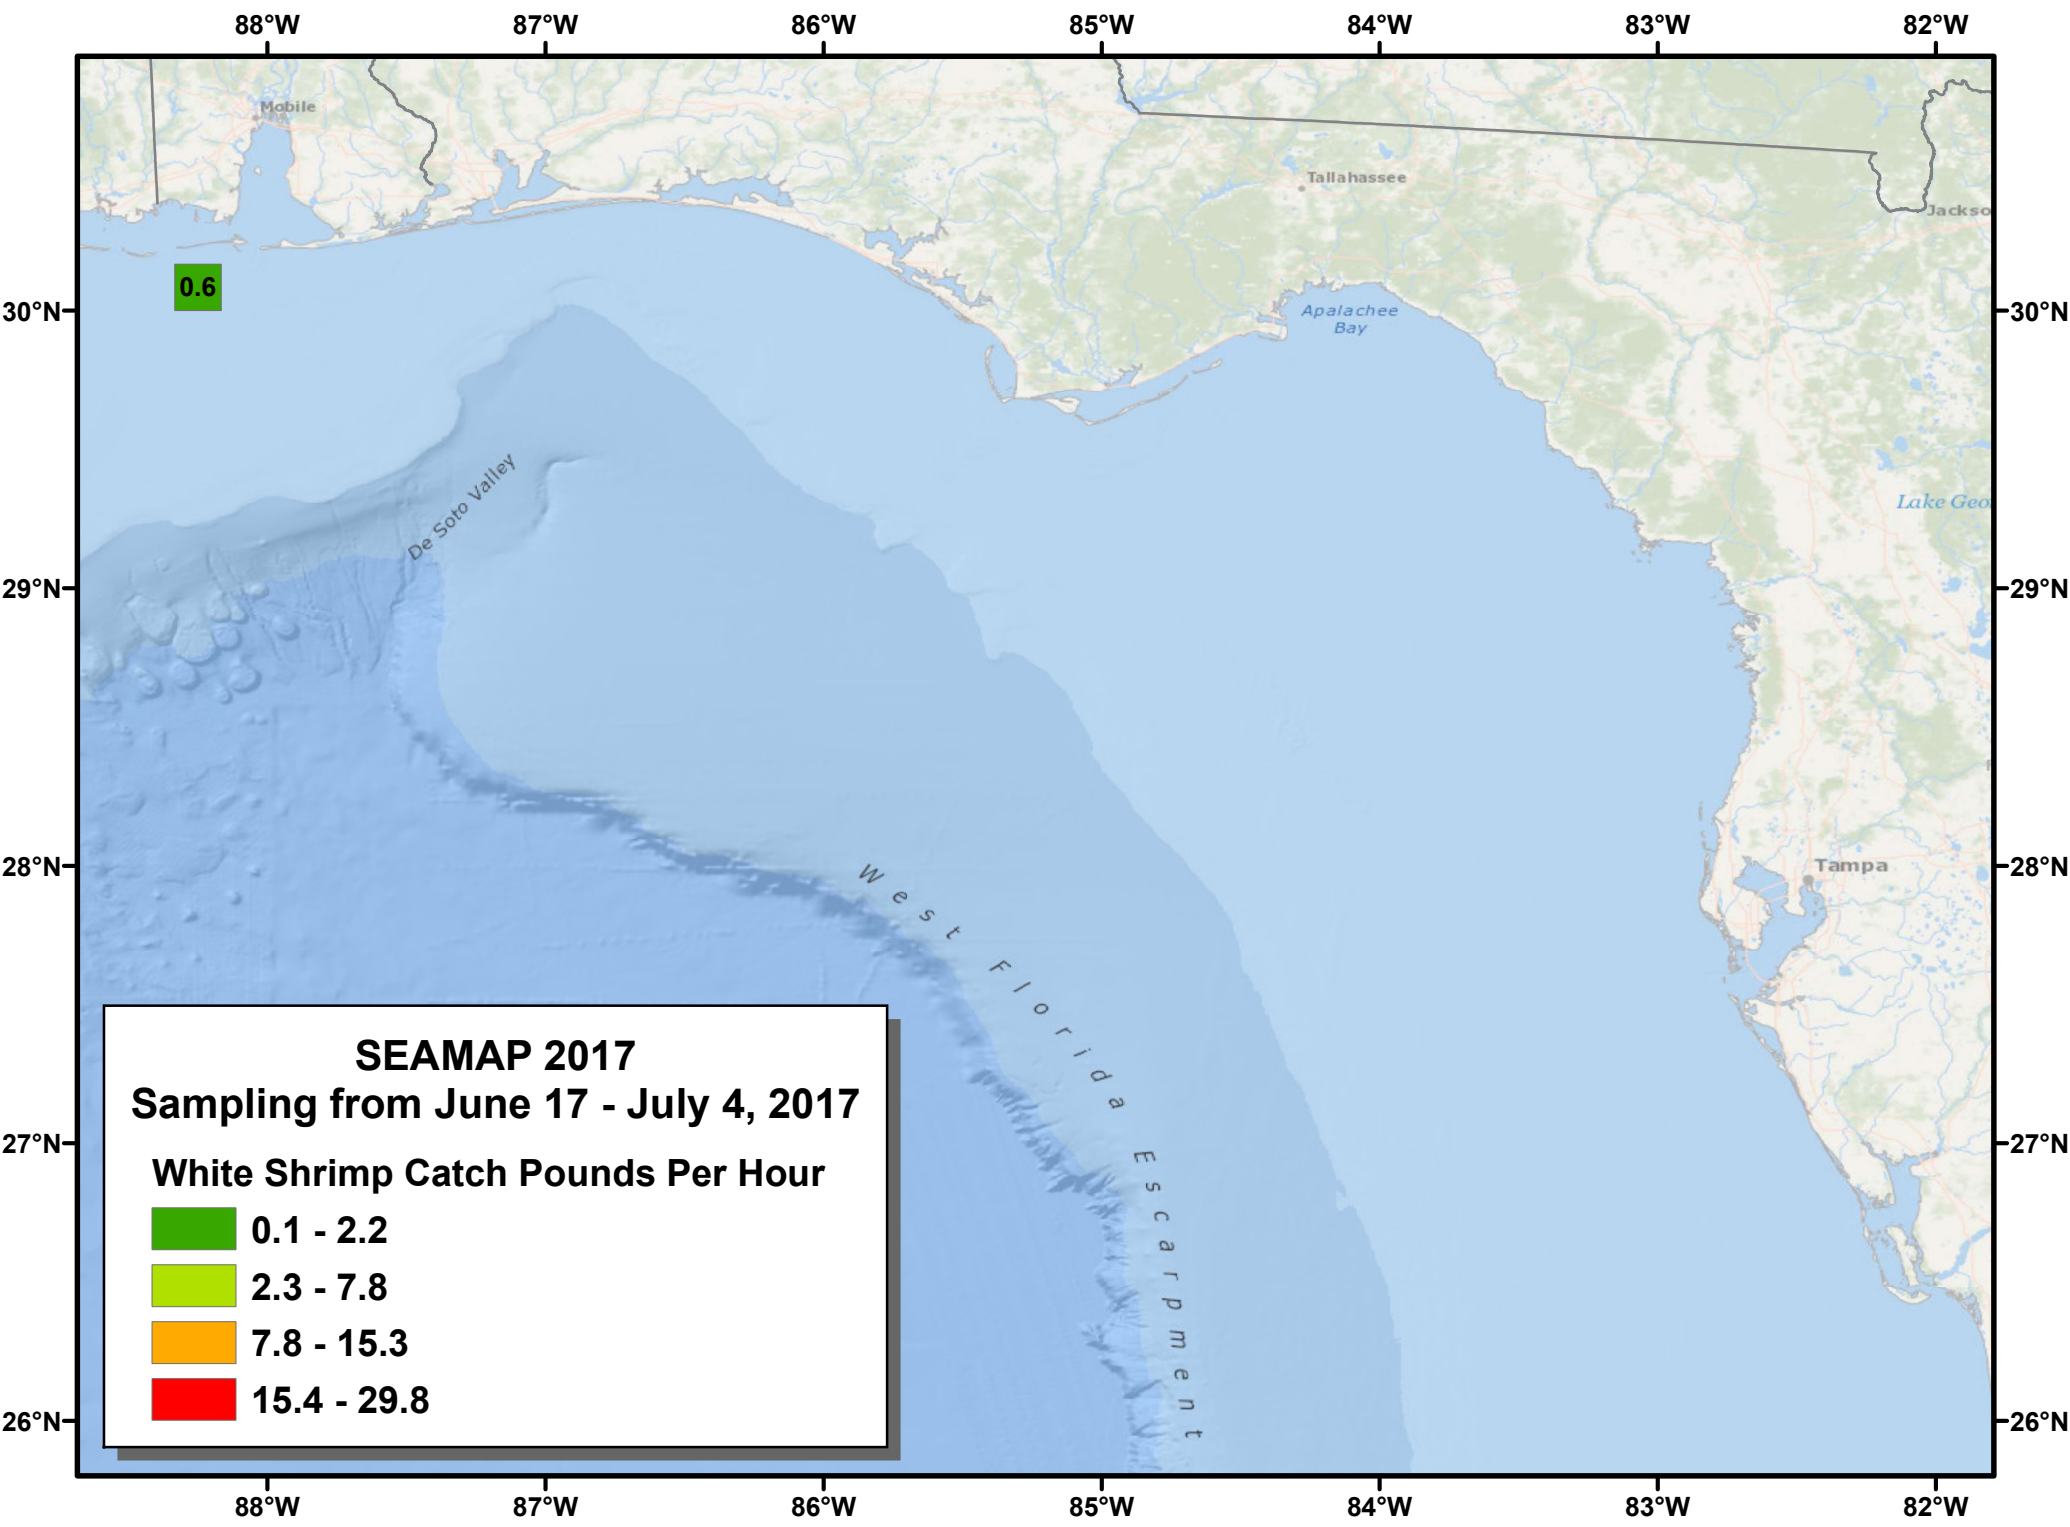 88°W 87°W 86°W 85°W 84°W 83°W 82°W
Mobile
Tallahassee
Jackso
0.6
30°N
30°N
Apalachee
Bay
De Soto Valley
Lake Geo
29°N
29°N
28°N
28°N
Tampa
West Florida Escarpment
SEAMAP 2017
Sampling from June 17 - July 4, 2017
White Shrimp Catch Pounds Per Hour
0.1 - 2.2
2.3 - 7.8
7.8 - 15.3
15.4 - 29.8
27°N
27°N
26°N
26°N
88°W 87°W 86°W 85°W 84°W 83°W 82°W